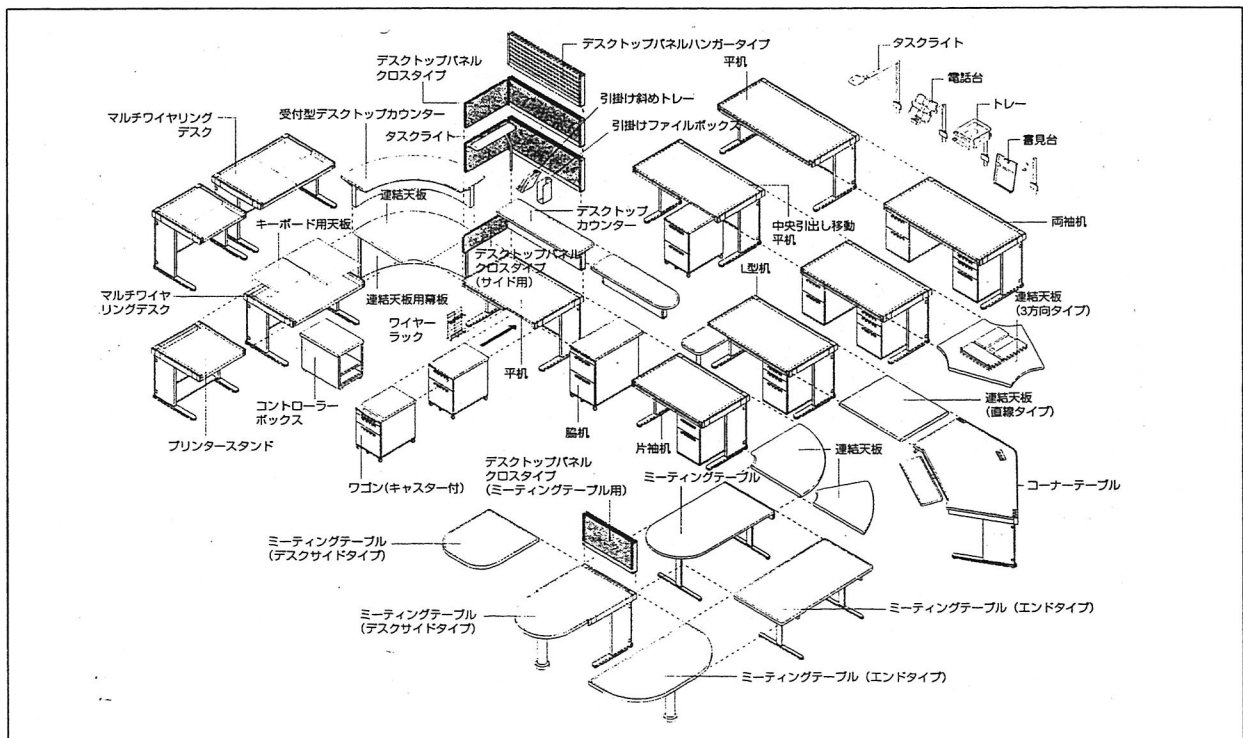 デスクトップパネルハンガータイプ
平机
タスクライト
デスクトップパネル
クロスタイプ
電話台
引掛け斜めトレー
トレー
受付型デスクトップカウンター
マルチワイヤリング
デスク
タスクライト
引掛けファイルボックス
書見台
連結天板
キーボード用天板
デスクトップ
カウンター
中央引出し移動
平机
両袖机
デスクトップパネル
クロスタイプ
(サイド用)
L型机
連結天板
(3方向タイプ)
マルチワイヤ
リングデスク
連結天板用幕板
ワイヤー
ラック
平机
コントローラー
ボックス
プリンタースタンド
脇机
片袖机
連結天板
(直線タイプ)
連結天板
ワゴン(キャスター付)
デスクトップパネル
クロスタイプ
(ミーティングテーブル用)
ミーティングテーブル
コーナーテーブル
ミーティングテーブル
(デスクサイドタイプ)
ミーティングテーブル
(デスクサイドタイプ)
ミーティングテーブル (エンドタイプ)
ミーティングテーブル (エンドタイプ)